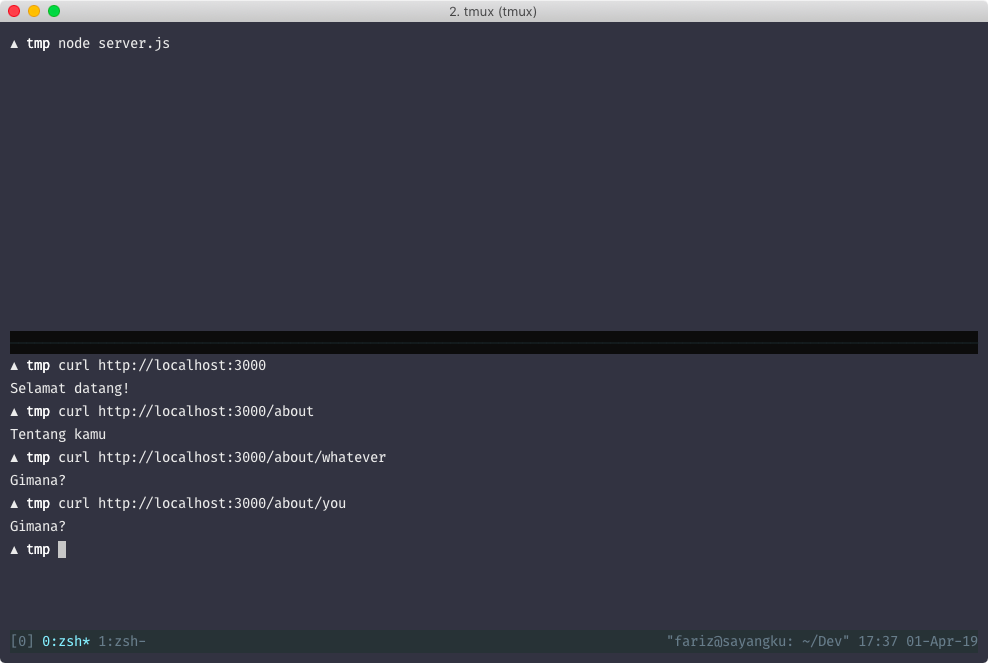 2. tmux (tmux)
▲ tmp node server.js
▲ tmp curl http://localhost:3000
Selamat datang!
▲ tmp curl http://localhost:3000/about
Tentang kamu
▲ tmp curl http://localhost:3000/about/whatever
Gimana?
▲ tmp curl http://localhost:3000/about/you
Gimana?
▲ tmp
[0] 0:zsh* 1:zsh- "fariz@sayangku: ~/Dev" 17:37 01-Apr-19